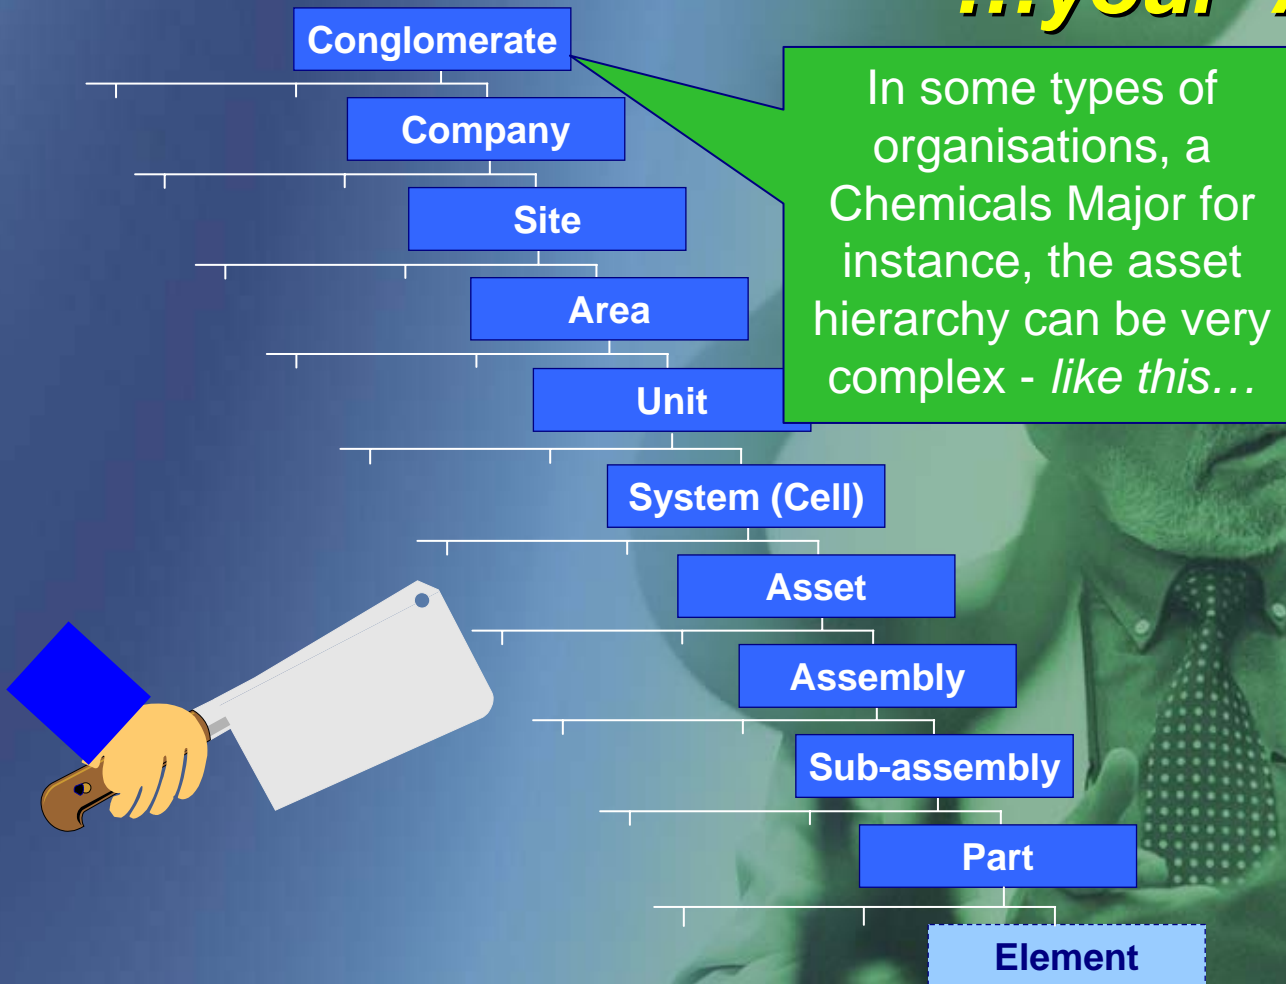 …your
Conglomerate
In some types of
organisations, a
Chemicals Major for
instance, the asset
hierarchy can be very
complex - like this…
Company
Site
Area
Unit
System (Cell)
Asset
Assembly
Sub-assembly
Part
Element